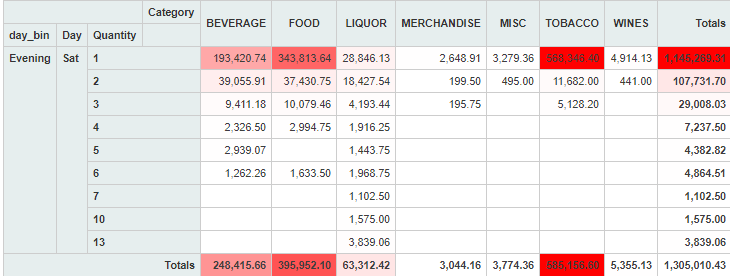 Category BEVERAGE FOOD LIQUOR MERCHANDISE MISC TOBACCO WINES Totals
day_bin Day Quantity
Evening Sat 1 193,420.74 343,813.64 28,846.13 2,648.91 3,279.36 568,346.40 4,914.13 1,145,269.31
2 39,055.91 37,430.75 18,427.54 199.50 495.00 11,682.00 441.00 107,731.70
3 9,411.18 10,079.46 4,193.44 195.75 5,128.20 29,008.03
4 2,326.50 2,994.75 1,916.25 7,237.50
5 2,939.07 1,443.75 4,382.82
6 1,262.26 1,633.50 1,968.75 4,864.51
7 1,102.50 1,102.50
10 1,575.00 1,575.00
13 3,839.06 3,839.06
Totals 248,415.66 395,952.10 63,312.42 3,044.16 3,774.36 585,156.60 5,355.13 1,305,010.43